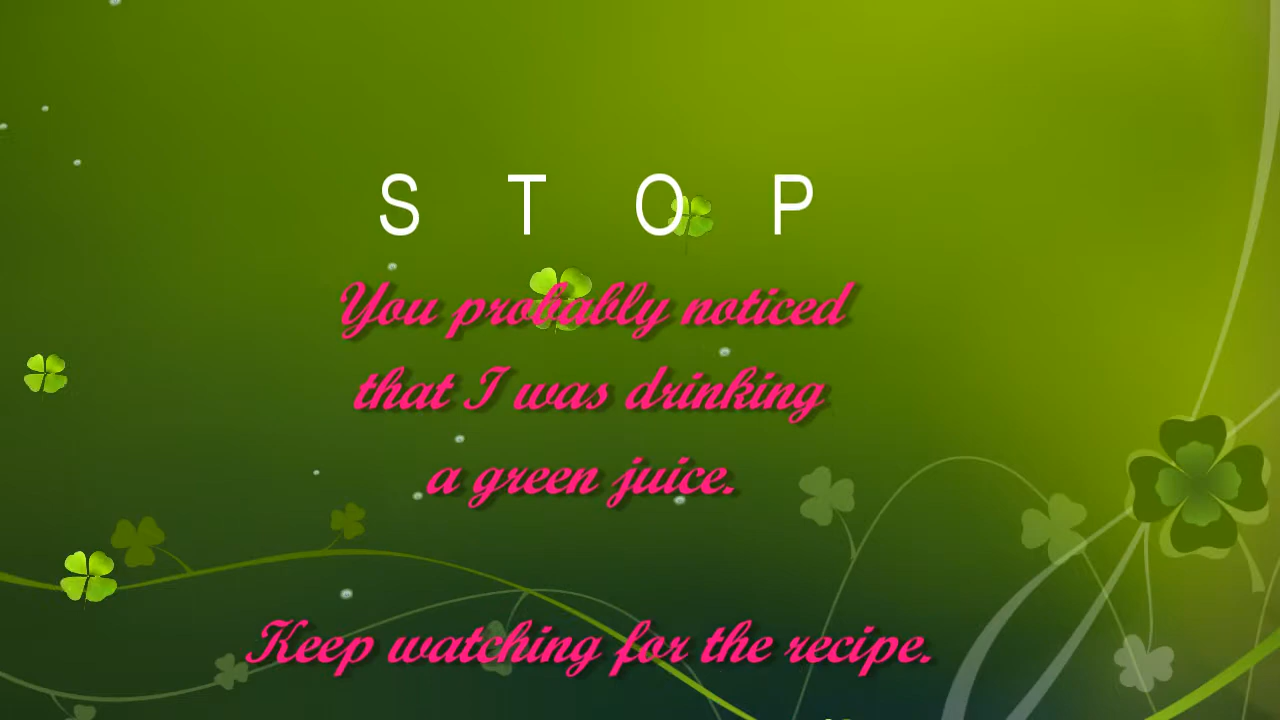 S T O P
You probably noticed
that I was drinking
a green juice.
Keep watching for the recipe.